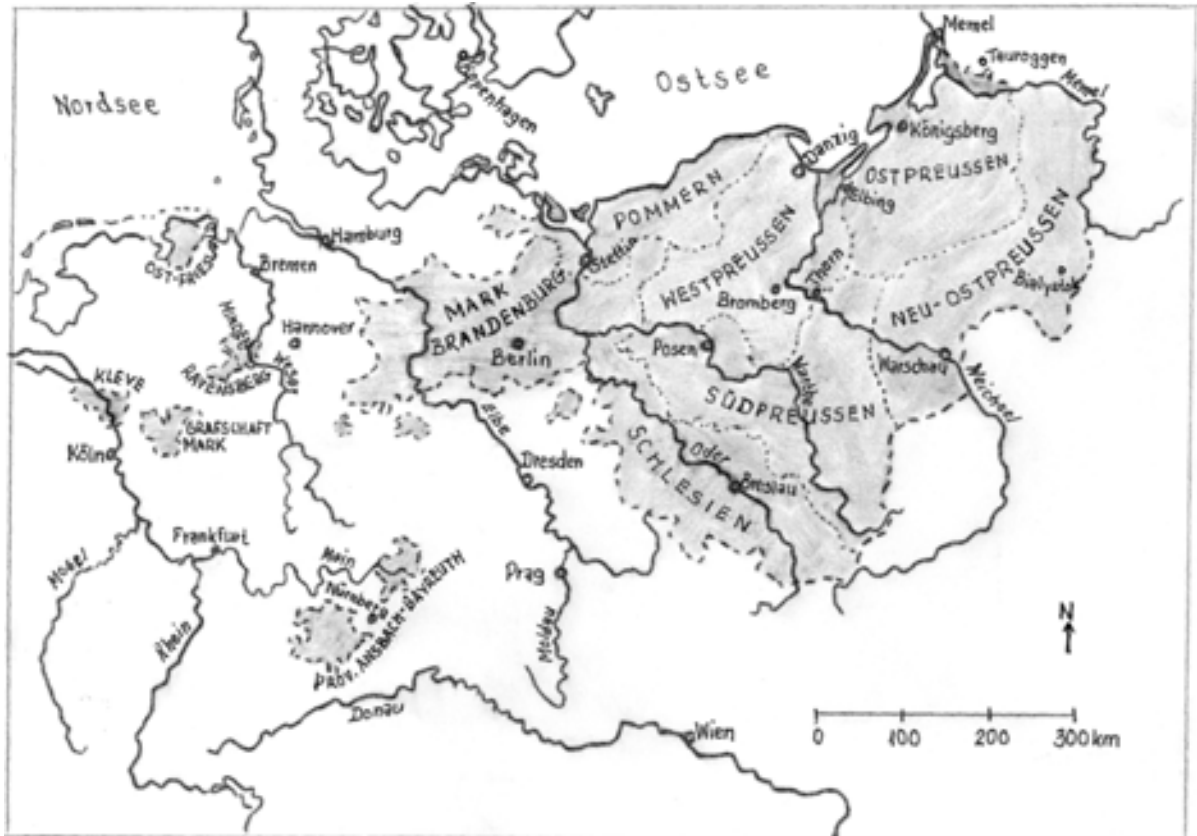 Memel
Tauroggen
Memel
Nordsee
Kopenhagen
Ostsee
Königsberg
Danzig
OSTPREUSSEN
Elbing
POMMERN
Hamburg
OST-FRIESLAND
Stettin
Bremen
MARK
BRANDENBURG
WESTPREUSSEN
Bromberg
Thorn
NEU-OSTPREUSSEN
Bialystok
Hannover
MINDEN
RAVENSBERG
Weser
Berlin
Posen
Warschau
Weichsel
Warthe
KLEVE
GRAFSCHAFT
MARK
SÜDPREUSSEN
Elbe
Köln
Dresden
Oder
Breslau
SCHLESIEN
Frankfurt
Mosel
Main
Nürnberg
PROV. ANSBACH-BAYREUTH
Prag
Rhein
Moldau
N
Donau
Wien
0 100 200 300 km